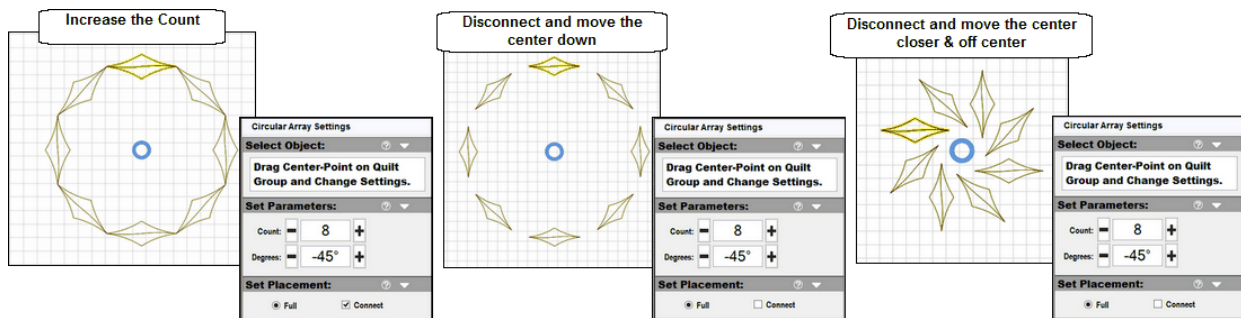 Increase the Count
Circular Array Settings
Select Object:
Drag Center-Point on Quilt
Group and Change Settings.
Set Parameters:
Count: 8
Degrees: -45°
Set Placement:
Full Connect
Disconnect and move the
center down
Circular Array Settings
Select Object:
Drag Center-Point on Quilt
Group and Change Settings.
Set Parameters:
Count: 8
Degrees: -45°
Set Placement:
Full Connect
Disconnect and move the center
closer & off center
Circular Array Settings
Select Object:
Drag Center-Point on Quilt
Group and Change Settings.
Set Parameters:
Count: 8
Degrees: -45°
Set Placement:
Full Connect